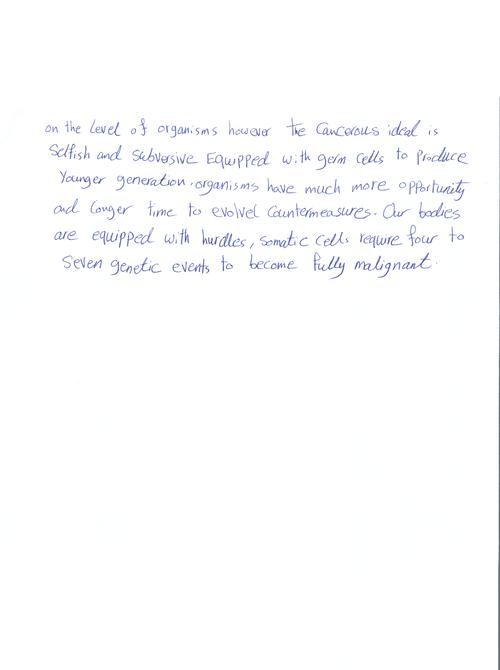 on the level of organisms however the Cancerous ideal is
Selfish and Subversive Equipped with germ cells to produce
Younger generation, organisms have much more opportunity
and longer time to evolvel Countermeasures. Our bodies
are equipped with hurdles, somatic cells require four to
Seven genetic events to become fully malignant.